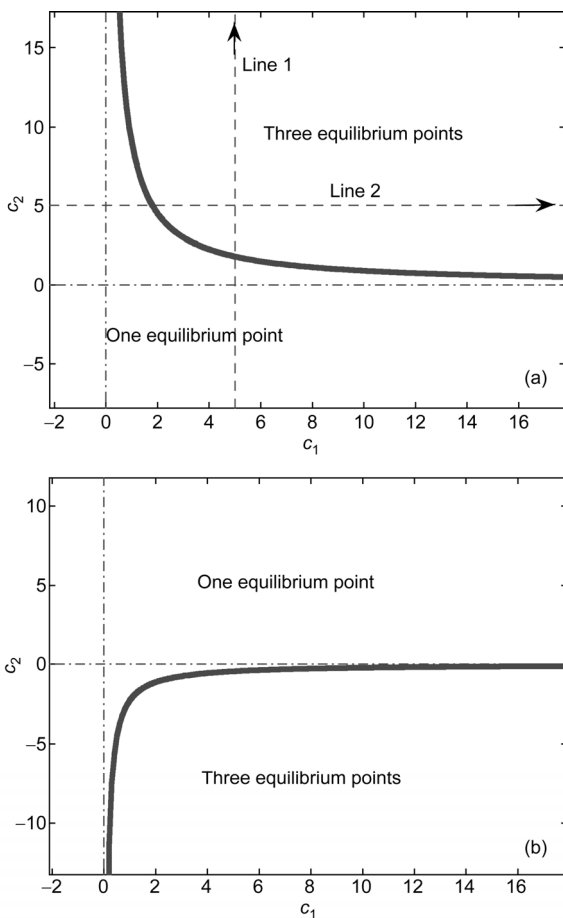 15
Line 1
10
Three equilibrium points
c2
Line 2
5
0
One equilibrium point
−5
(a)
−2 0 2 4 6 8 10 12 14 16
c1
10
One equilibrium point
5
c2
0
−5
Three equilibrium points
−10
(b)
−2 0 2 4 6 8 10 12 14 16
c1